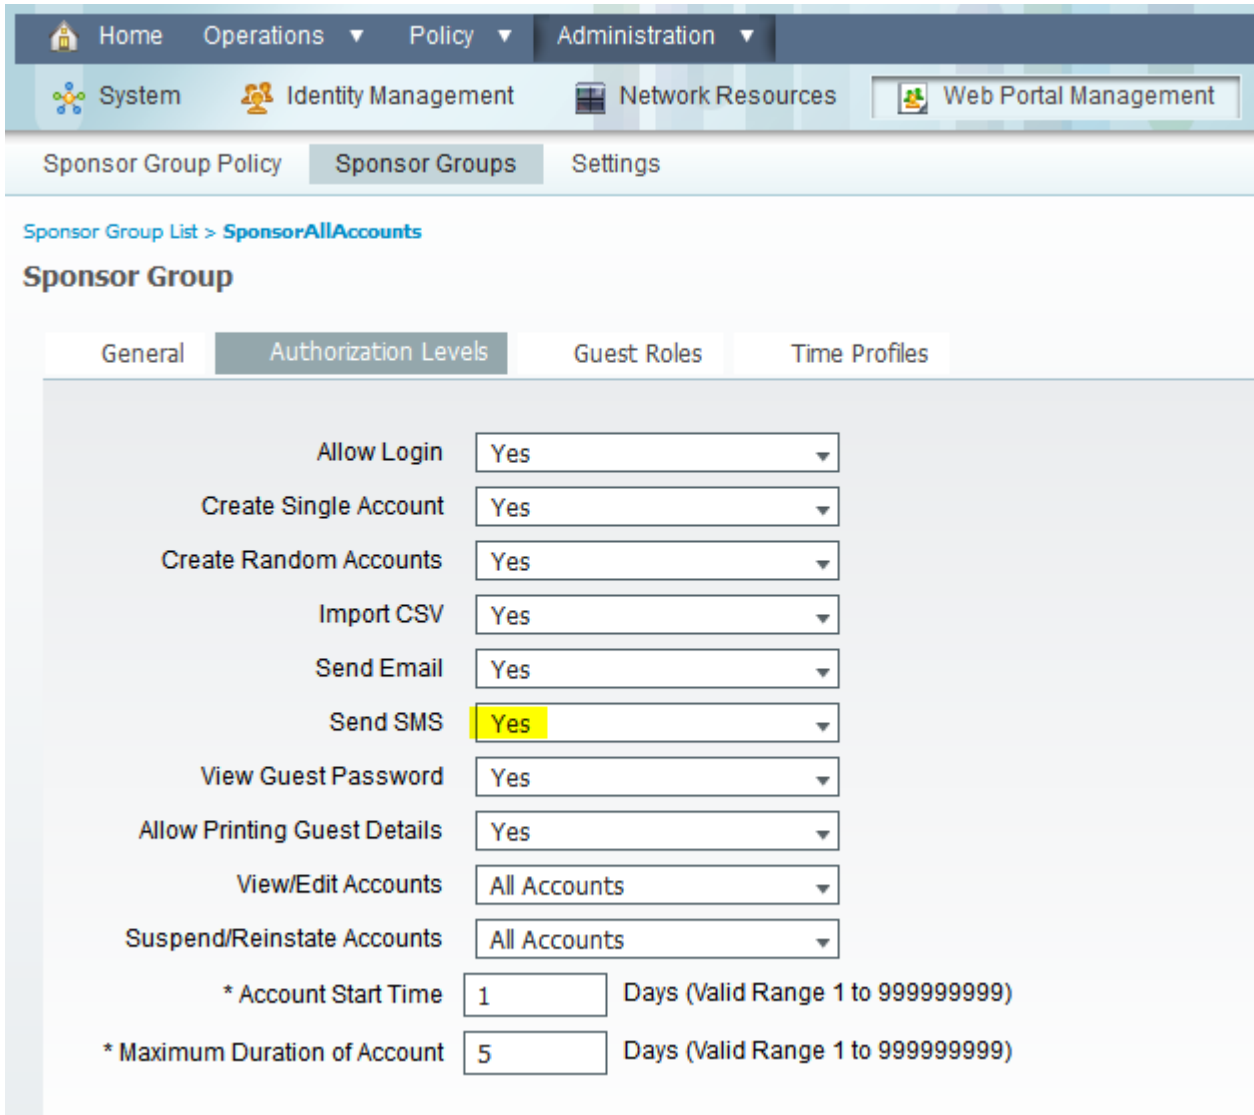 Home Operations ▼ Policy ▼ Administration ▼
System Identity Management Network Resources Web Portal Management
Sponsor Group Policy Sponsor Groups Settings
Sponsor Group List > SponsorAllAccounts
Sponsor Group
General Authorization Levels Guest Roles Time Profiles
Allow Login Yes
Create Single Account Yes
Create Random Accounts Yes
Import CSV Yes
Send Email Yes
Send SMS Yes
View Guest Password Yes
Allow Printing Guest Details Yes
View/Edit Accounts All Accounts
Suspend/Reinstate Accounts All Accounts
* Account Start Time 1 Days (Valid Range 1 to 999999999)
* Maximum Duration of Account 5 Days (Valid Range 1 to 999999999)